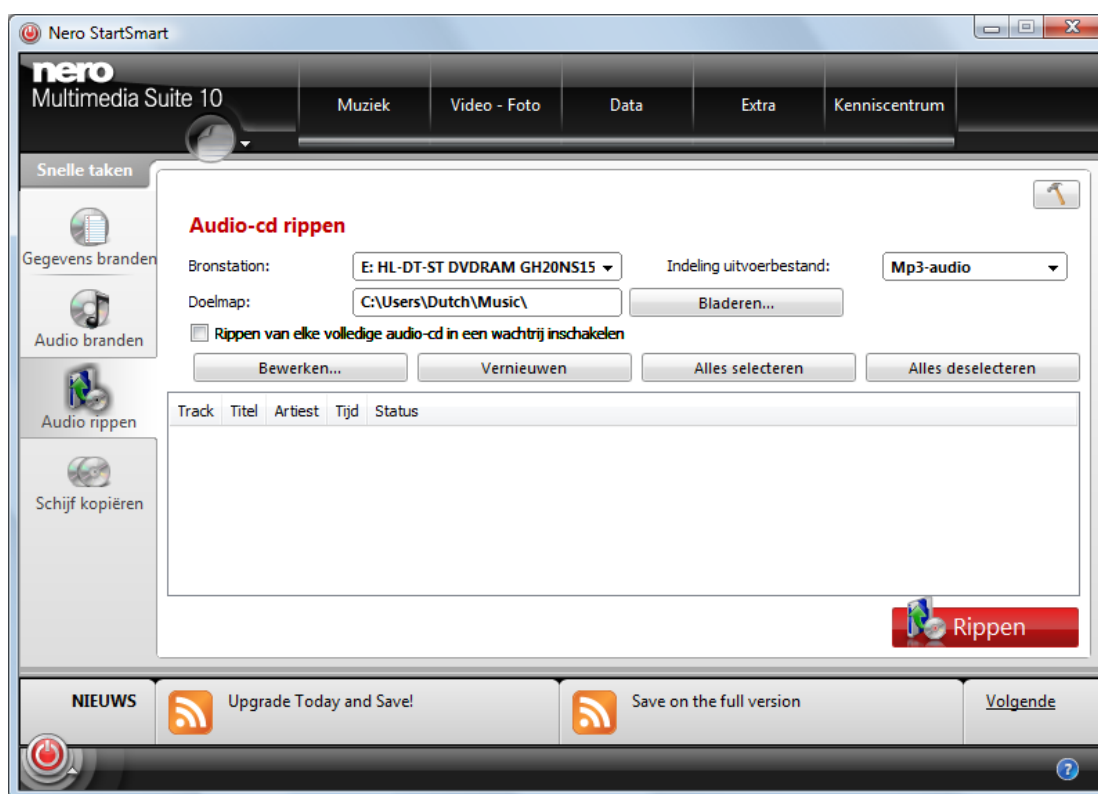 Nero StartSmart
nero
Multimedia Suite 10
Muziek
Video - Foto
Data
Extra
Kenniscentrum
Snelle taken
Gegevens branden
Audio branden
Audio rippen
Schijf kopiëren
Audio-cd rippen
Bronstation:
E: HL-DT-ST DVDRAM GH20NS15
Indeling uitvoerbestand:
Mp3-audio
Doelmap:
C:\Users\Dutch\Music\
Bladeren...
Rippen van elke volledige audio-cd in een wachtrij inschakelen
Bewerken...
Vernieuwen
Alles selecteren
Alles deselecteren
Track Titel Artiest Tijd Status
Rippen
NIEUWS
Upgrade Today and Save!
Save on the full version
Volgende
?